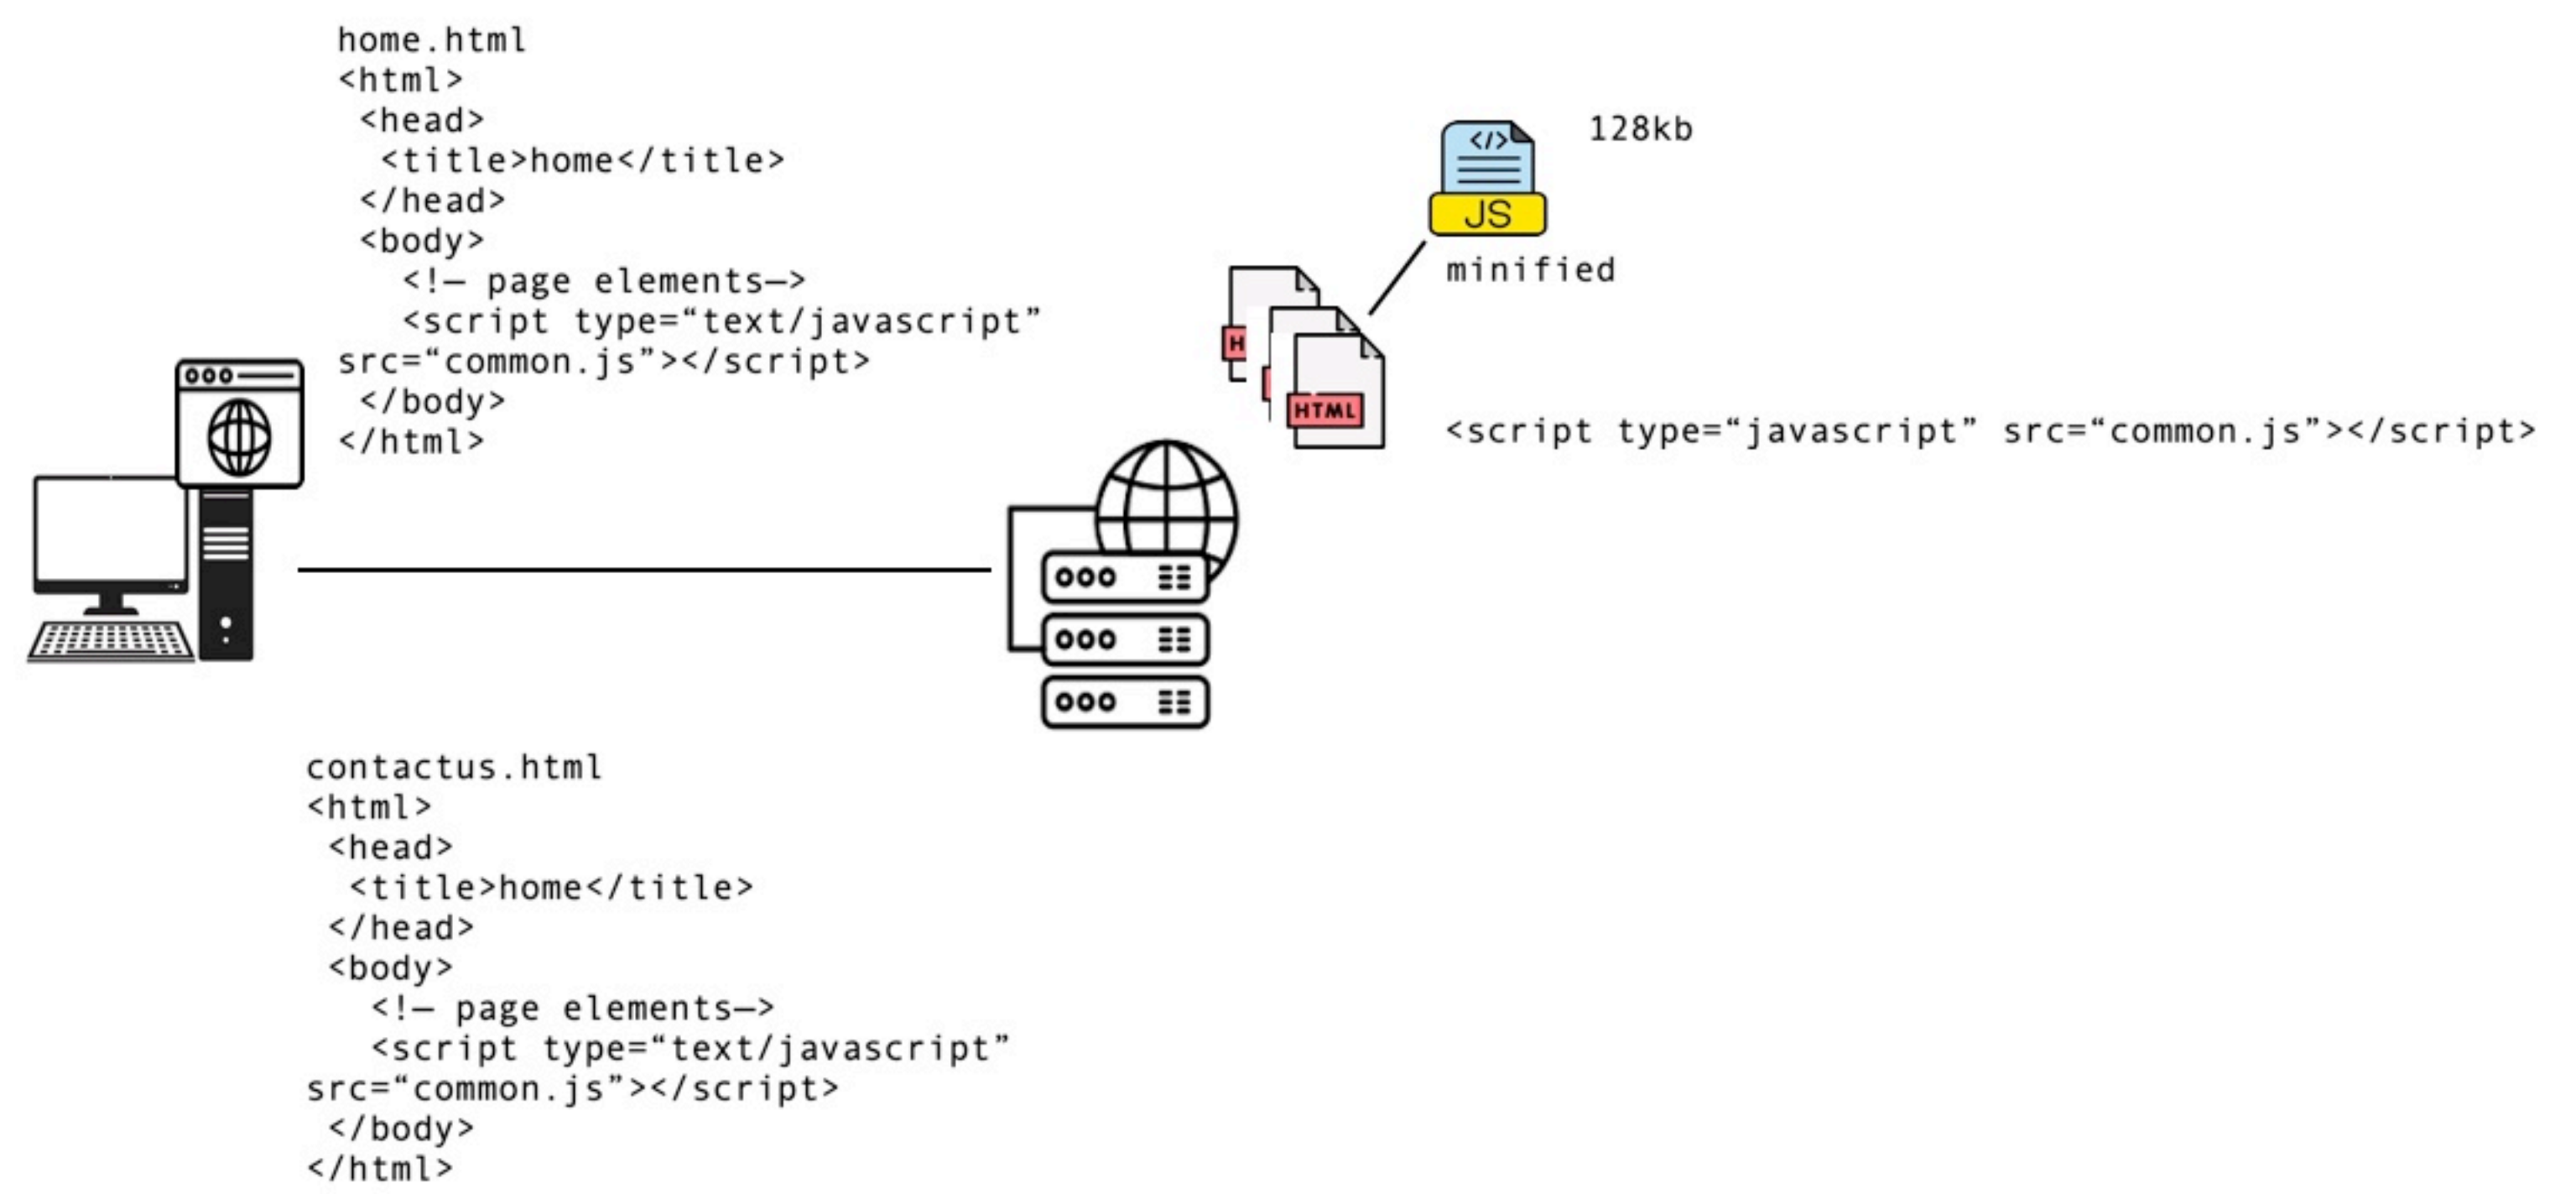 home.html
<html>
<head>
<title>home</title>
</head>
<body>
<!— page elements—>
<script type=“text/javascript”
src=“common.js”></script>
</body>
</html>
128kb
</>
JS
minified
H
HTML
<script type=“javascript” src=“common.js”></script>
contactus.html
<html>
<head>
<title>home</title>
</head>
<body>
<!— page elements—>
<script type=“text/javascript”
src=“common.js”></script>
</body>
</html>